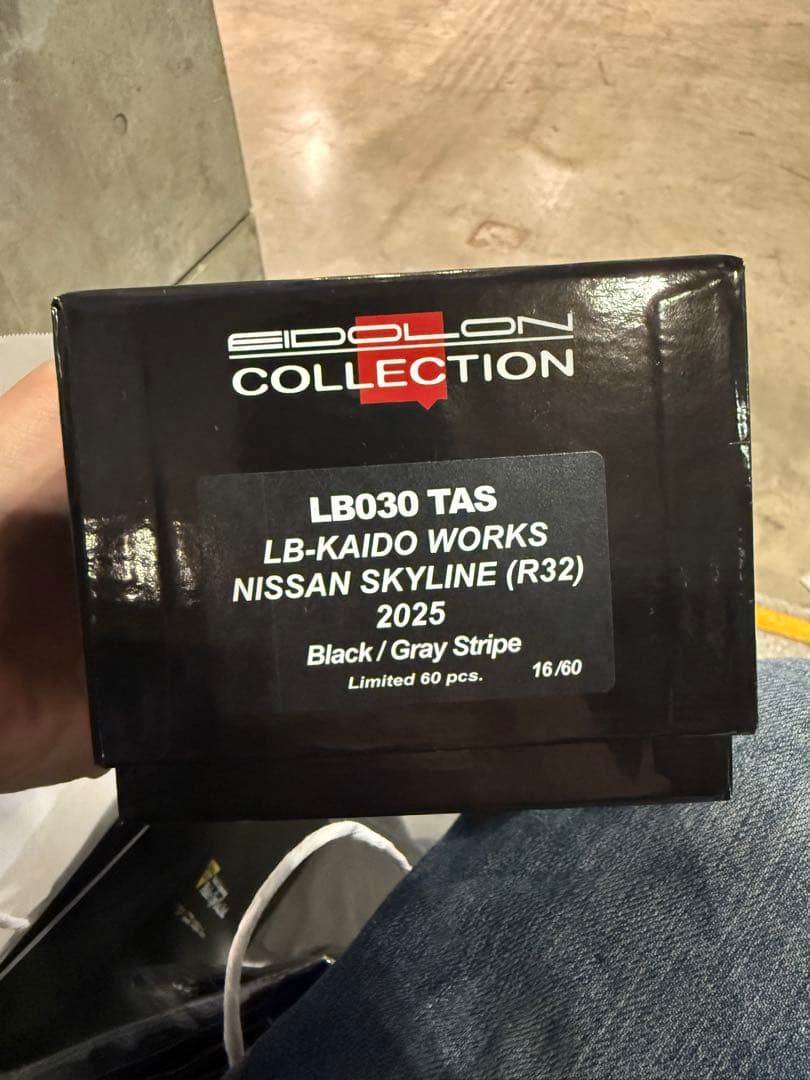 EIDOLON
COLLECTION
LB030 TAS
LB-KAIDO WORKS
NISSAN SKYLINE (R32)
2025
Black / Gray Stripe
Limited 60 pcs. 16/60